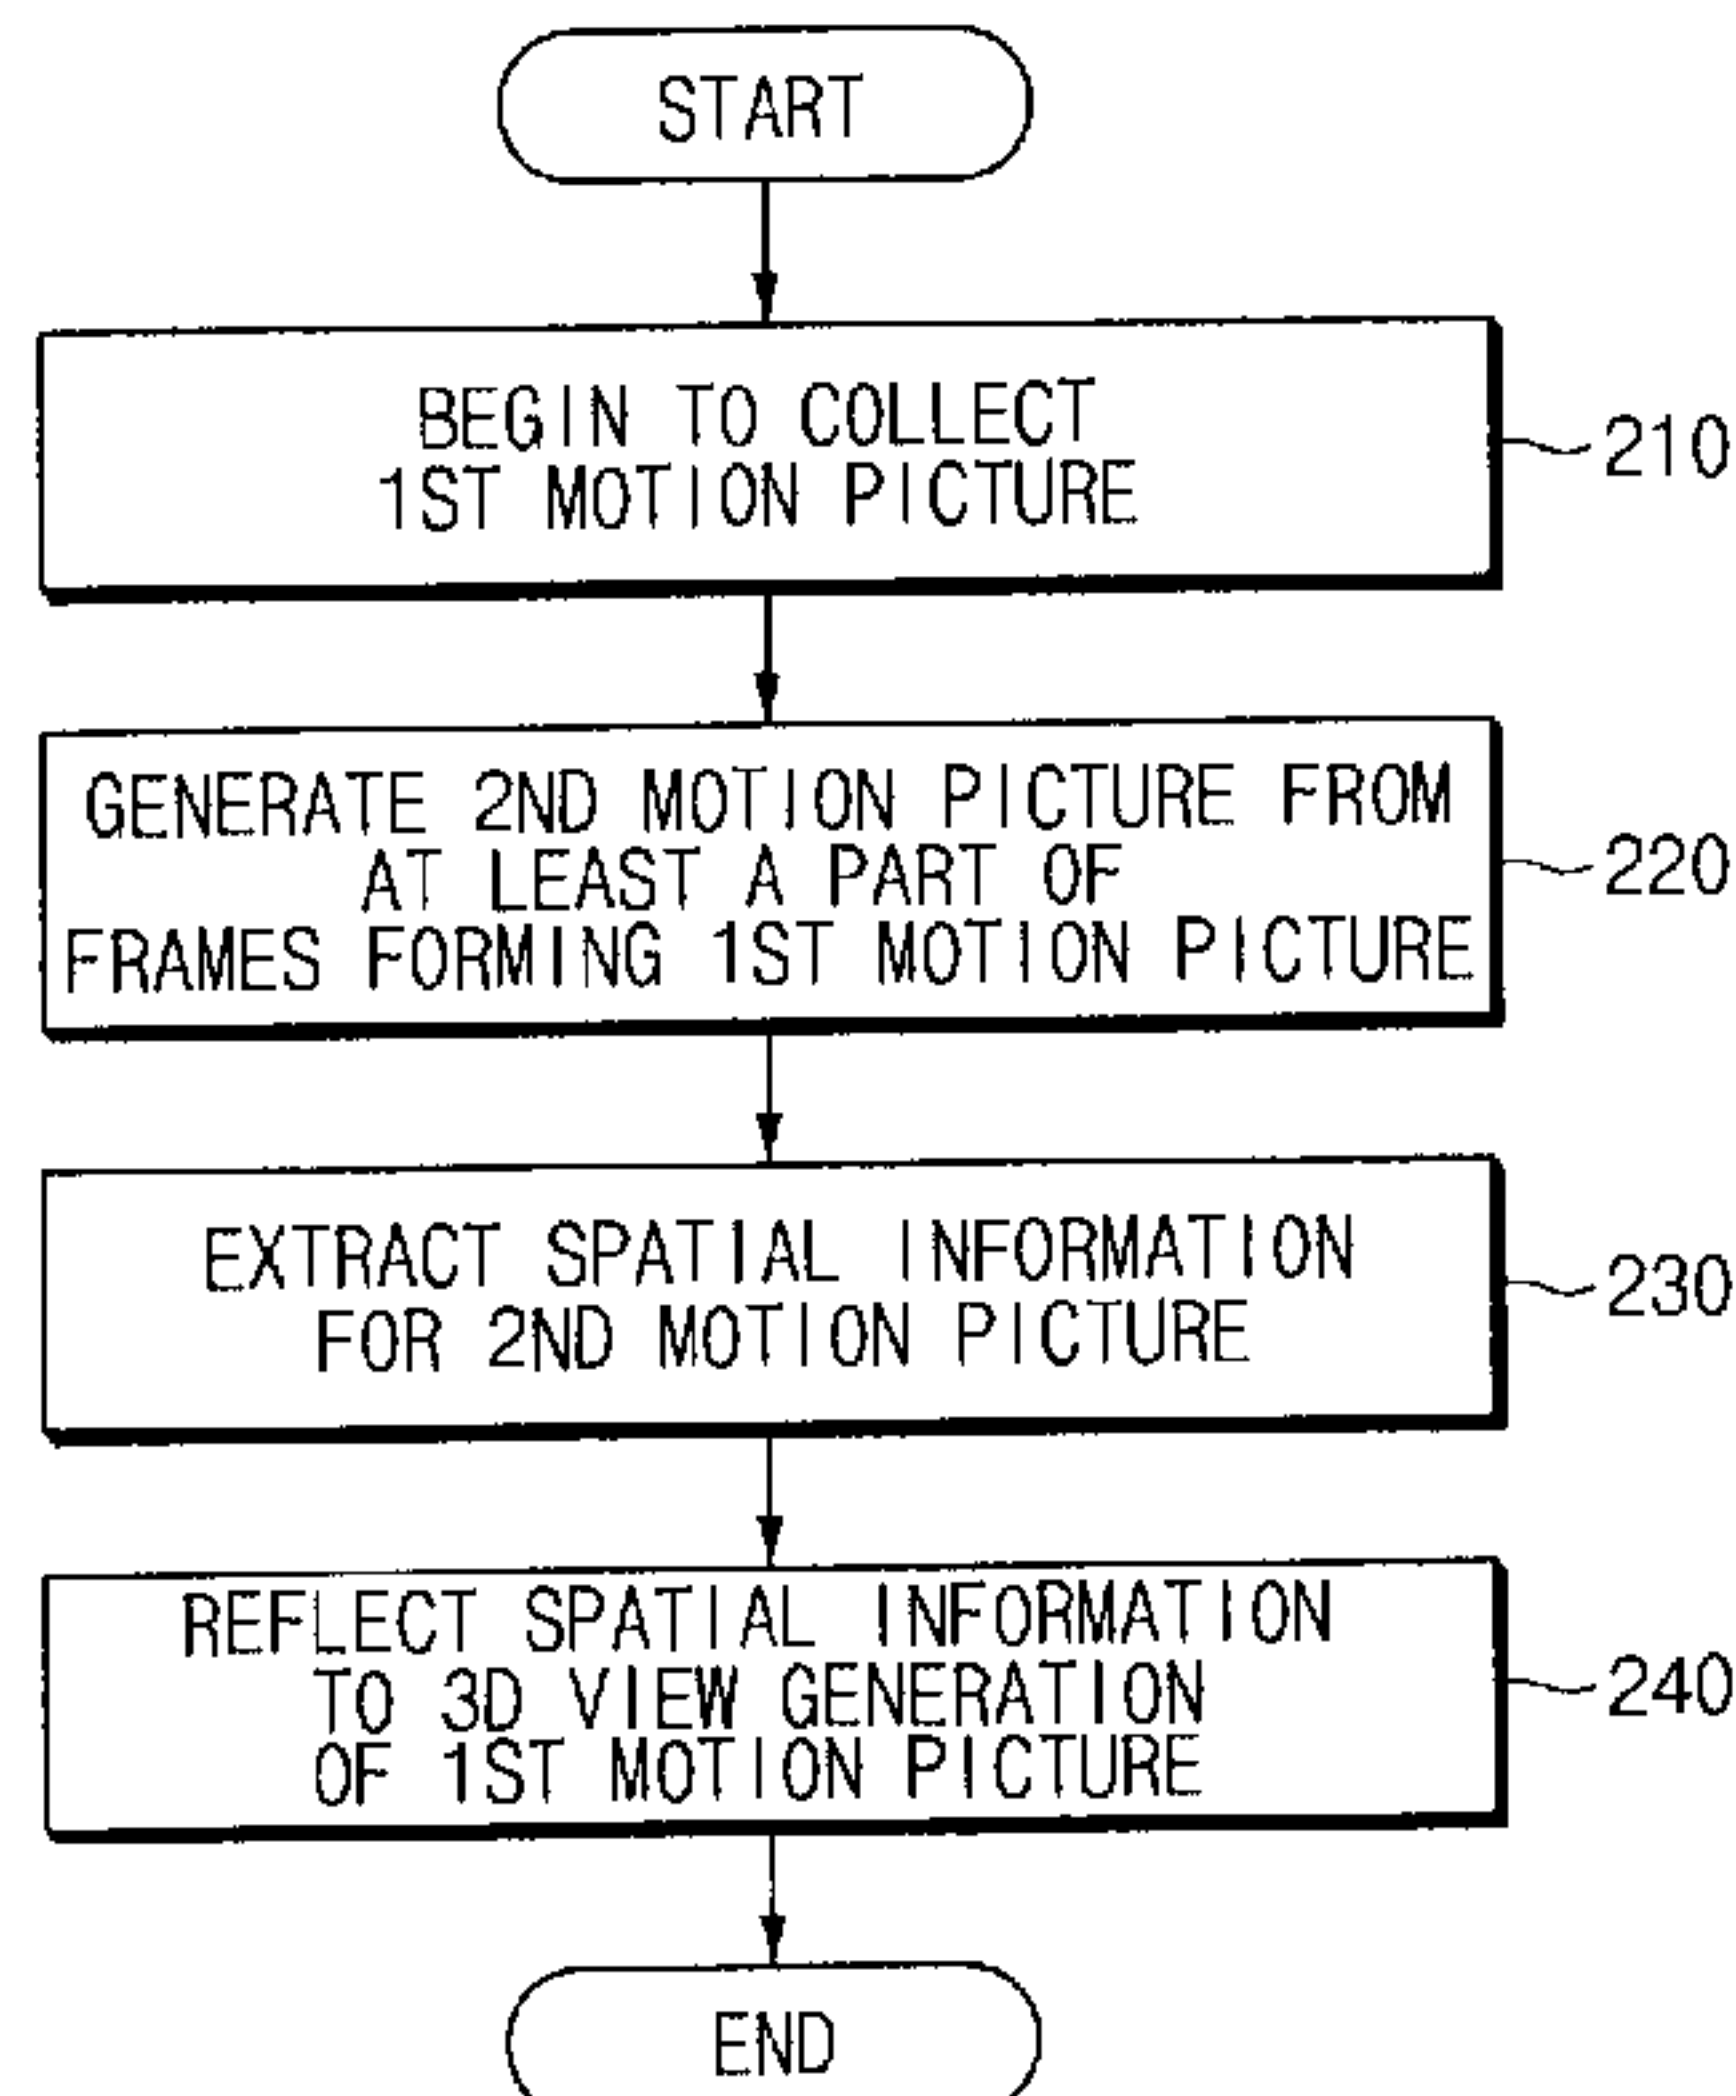 START
BEGIN TO COLLECT
1ST MOTION PICTURE
210
GENERATE 2ND MOTION PICTURE FROM
AT LEAST A PART OF
FRAMES FORMING 1ST MOTION PICTURE
220
EXTRACT SPATIAL INFORMATION
FOR 2ND MOTION PICTURE
230
REFLECT SPATIAL INFORMATION
TO 3D VIEW GENERATION
OF 1ST MOTION PICTURE
240
END